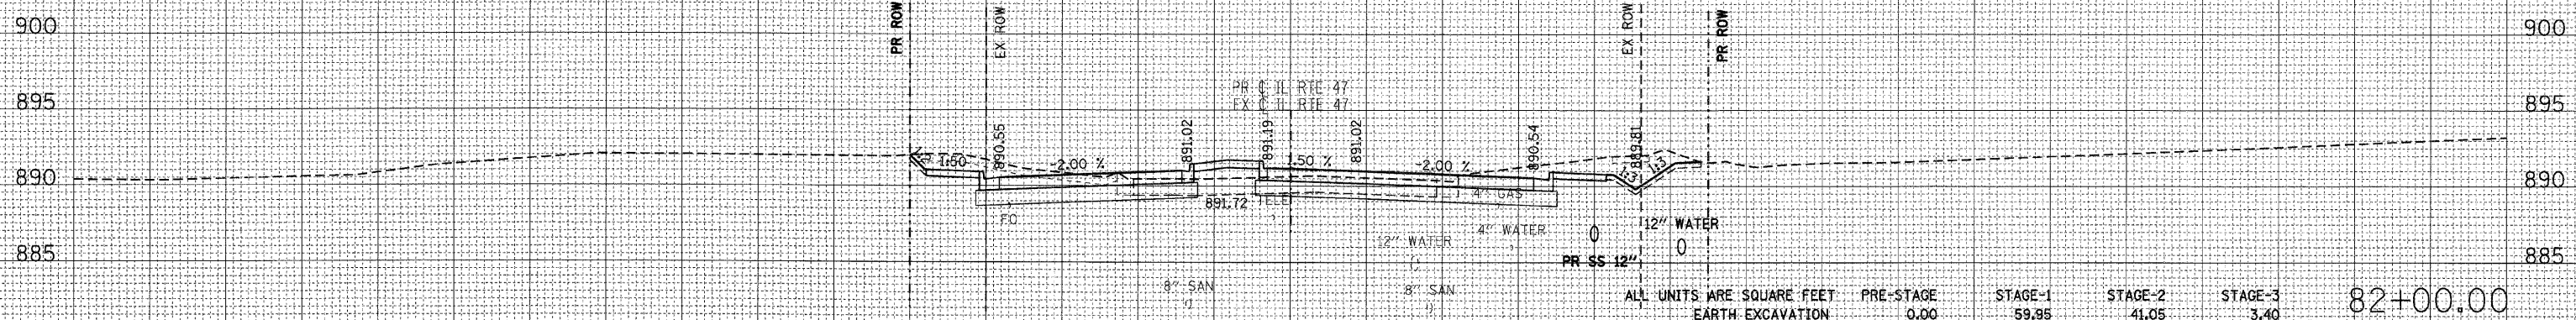 900
PR ROW
EX ROW
EX ROW
PR ROW
900
895
PR ℄ IL RTE 47
EX ℄ IL RTE 47
895
890.55
891.02
891.19
891.02
890.54
889.81
1.50
-2.00 %
1.50 %
-2.00 %
1:3
1:3
890
890
891.72
TELE
4" GAS
FO
12" WATER
4" WATER
12" WATER
PR SS 12"
885
885
8" SAN
8" SAN
ALL UNITS ARE SQUARE FEET PRE-STAGE STAGE-1 STAGE-2 STAGE-3
82+00.00
EARTH EXCAVATION 0.00 59.95 41.05 3.40